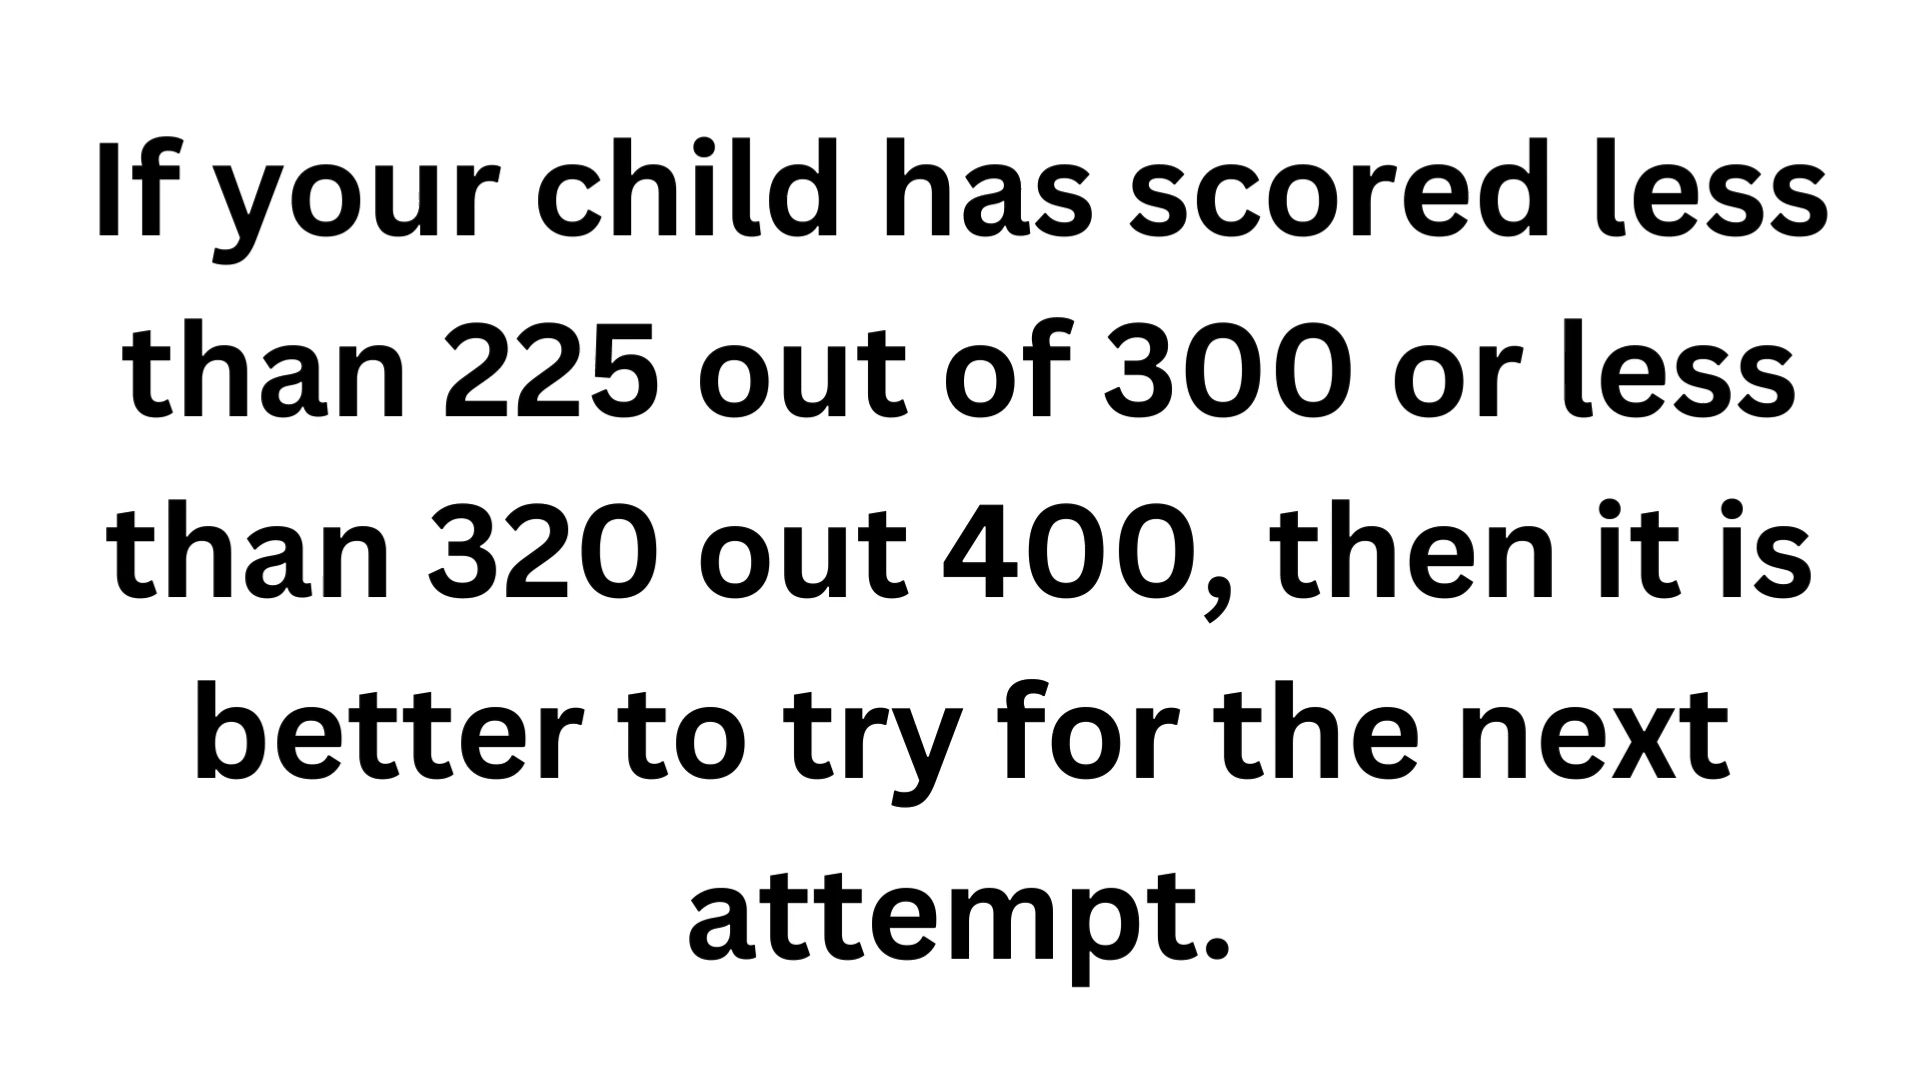 If your child has scored less
than 225 out of 300 or less
than 320 out 400, then it is
better to try for the next
attempt.